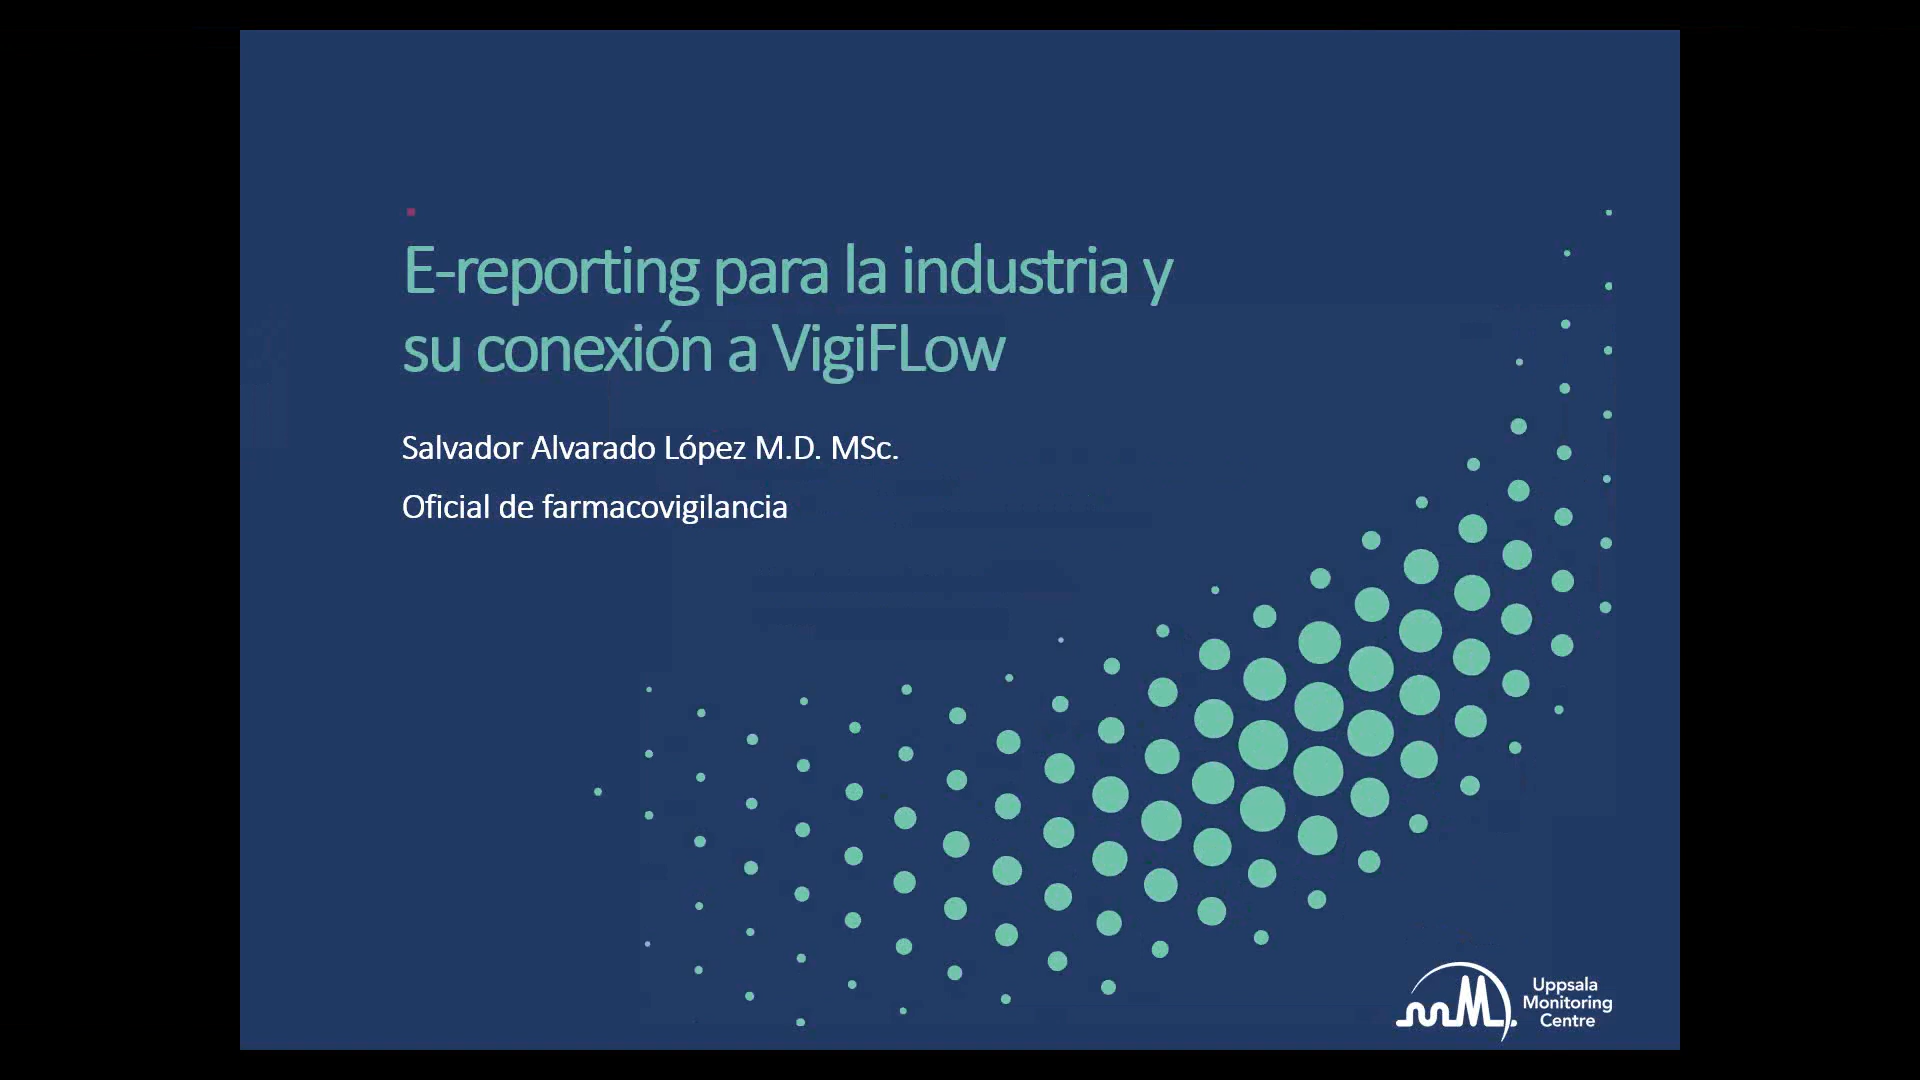 E-reporting para la industria y
su conexión a VigiFLow
Salvador Alvarado López M.D. MSc.
Oficial de farmacovigilancia
Uppsala
Monitoring
Centre